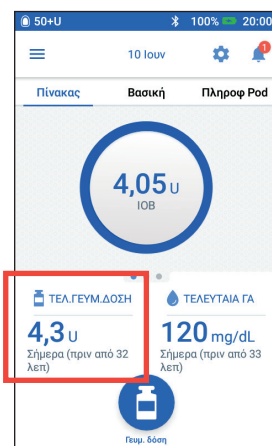 50+U 100% 20:00
10 Ιουν 1
Πίνακας Βασική Πληροφ Pod
4,05 U
IOB
ΤΕΛ.ΓΕΥΜ.ΔΟΣΗ
4,3 U
Σήμερα (πριν από 32
λεπ)
ΤΕΛΕΥΤΑΙΑ ΓΑ
120 mg/dL
Σήμερα (πριν από 33
λεπ)
Γευμ. δόση